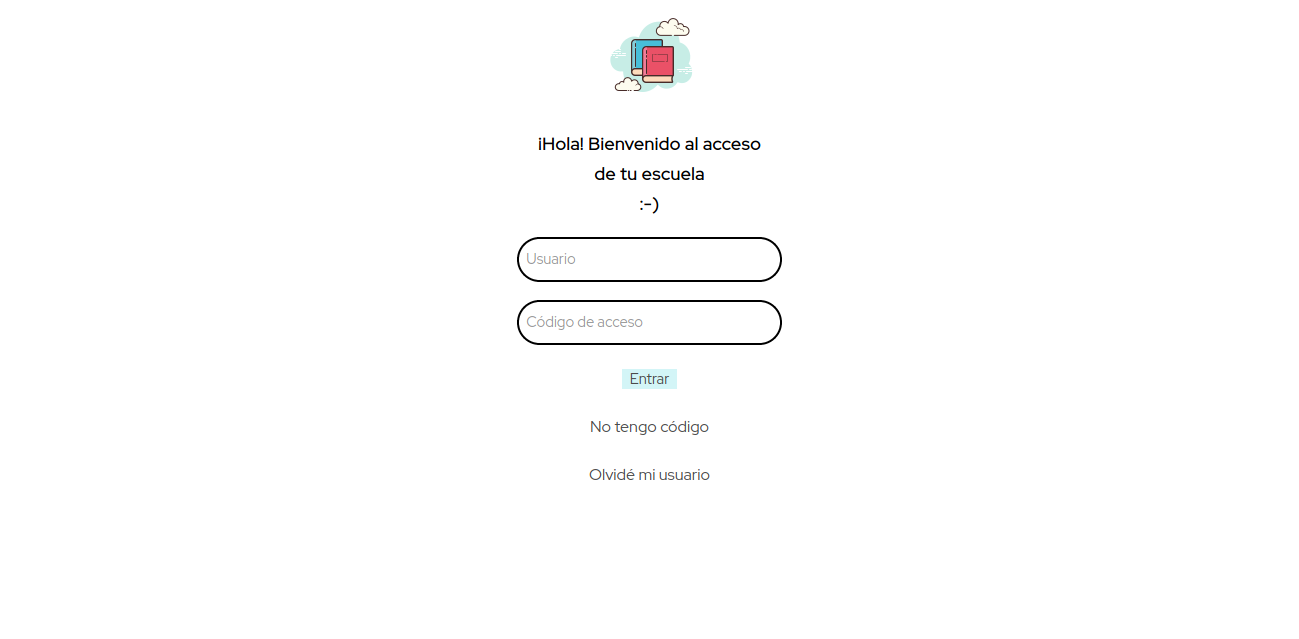 ¡Hola! Bienvenido al acceso
de tu escuela
:-)
Usuario
Código de acceso
Entrar
No tengo código
Olvidé mi usuario